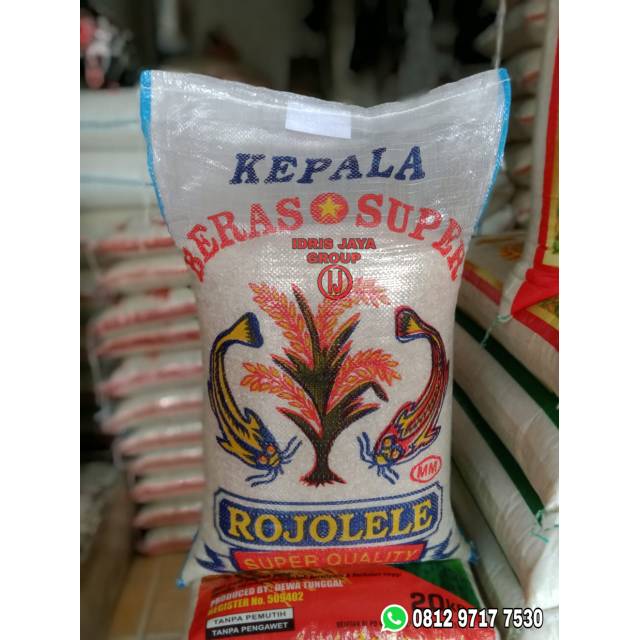 KEPALA
BERAS SUPER
IDRIS JAYA
GROUP
IJ
MM
ROJOLELE
SUPER QUALITY
PRODUCED BY: DEWA TUNGGAL
REGISTER No. 509402
TANPA PEMUTIH
TANPA PENGAWET
20
0812 9717 7530